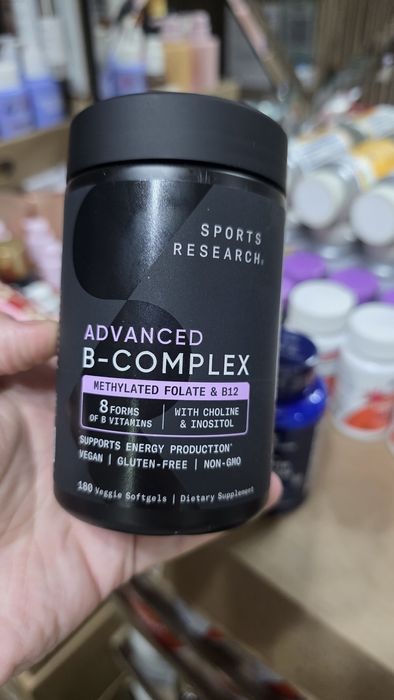 SPORTS
RESEARCH®
ADVANCED
B-COMPLEX
METHYLATED FOLATE & B12
8 FORMS
OF B VITAMINS
WITH CHOLINE
& INOSITOL
SUPPORTS ENERGY PRODUCTION*
VEGAN | GLUTEN-FREE | NON-GMO
180 Veggie Softgels | Dietary Supplement